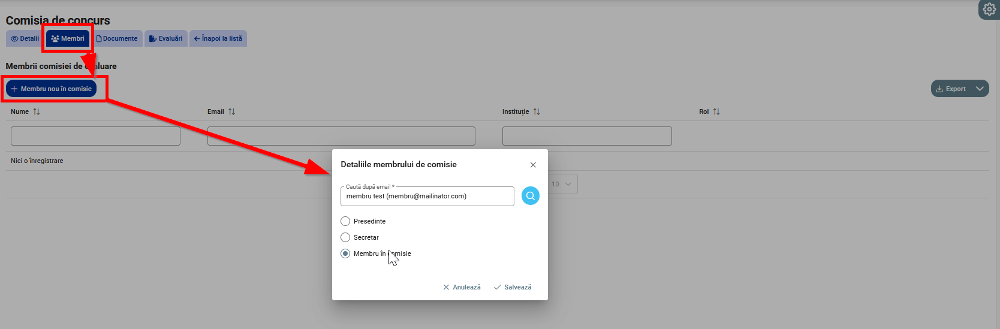 Comisia de concurs
Detalii Membri Documente Evaluări Înapoi la listă
Membrii comisiei de evaluare
Membru nou în comisie Export
Nume Email Instituție Rol
Nici o înregistrare
10
Detaliile membrului de comisie
Caută după email *
membru test (membru@mailinator.com)
Presedinte
Secretar
Membru în comisie
Anulează Salvează